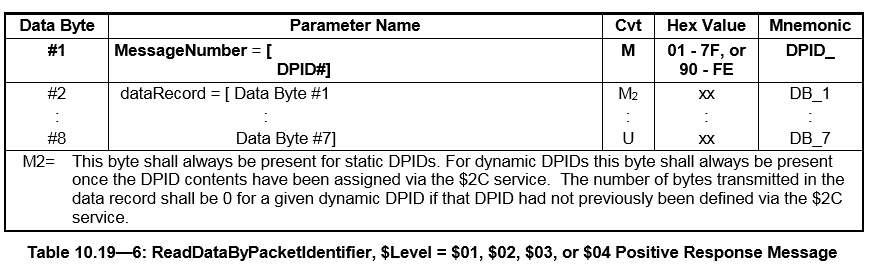 Data Byte Parameter Name Cvt Hex Value Mnemonic
#1 MessageNumber = [ M 01 - 7F, or DPID_
DPID#] 90 - FE
#2 dataRecord = [ Data Byte #1 M2 xx DB_1
: : : : :
#8 Data Byte #7] U xx DB_7
M2= This byte shall always be present for static DPIDs. For dynamic DPIDs this byte shall always be present
once the DPID contents have been assigned via the $2C service. The number of bytes transmitted in the
data record shall be 0 for a given dynamic DPID if that DPID had not previously been defined via the $2C
service.
Table 10.19—6: ReadDataByPacketIdentifier, $Level = $01, $02, $03, or $04 Positive Response Message